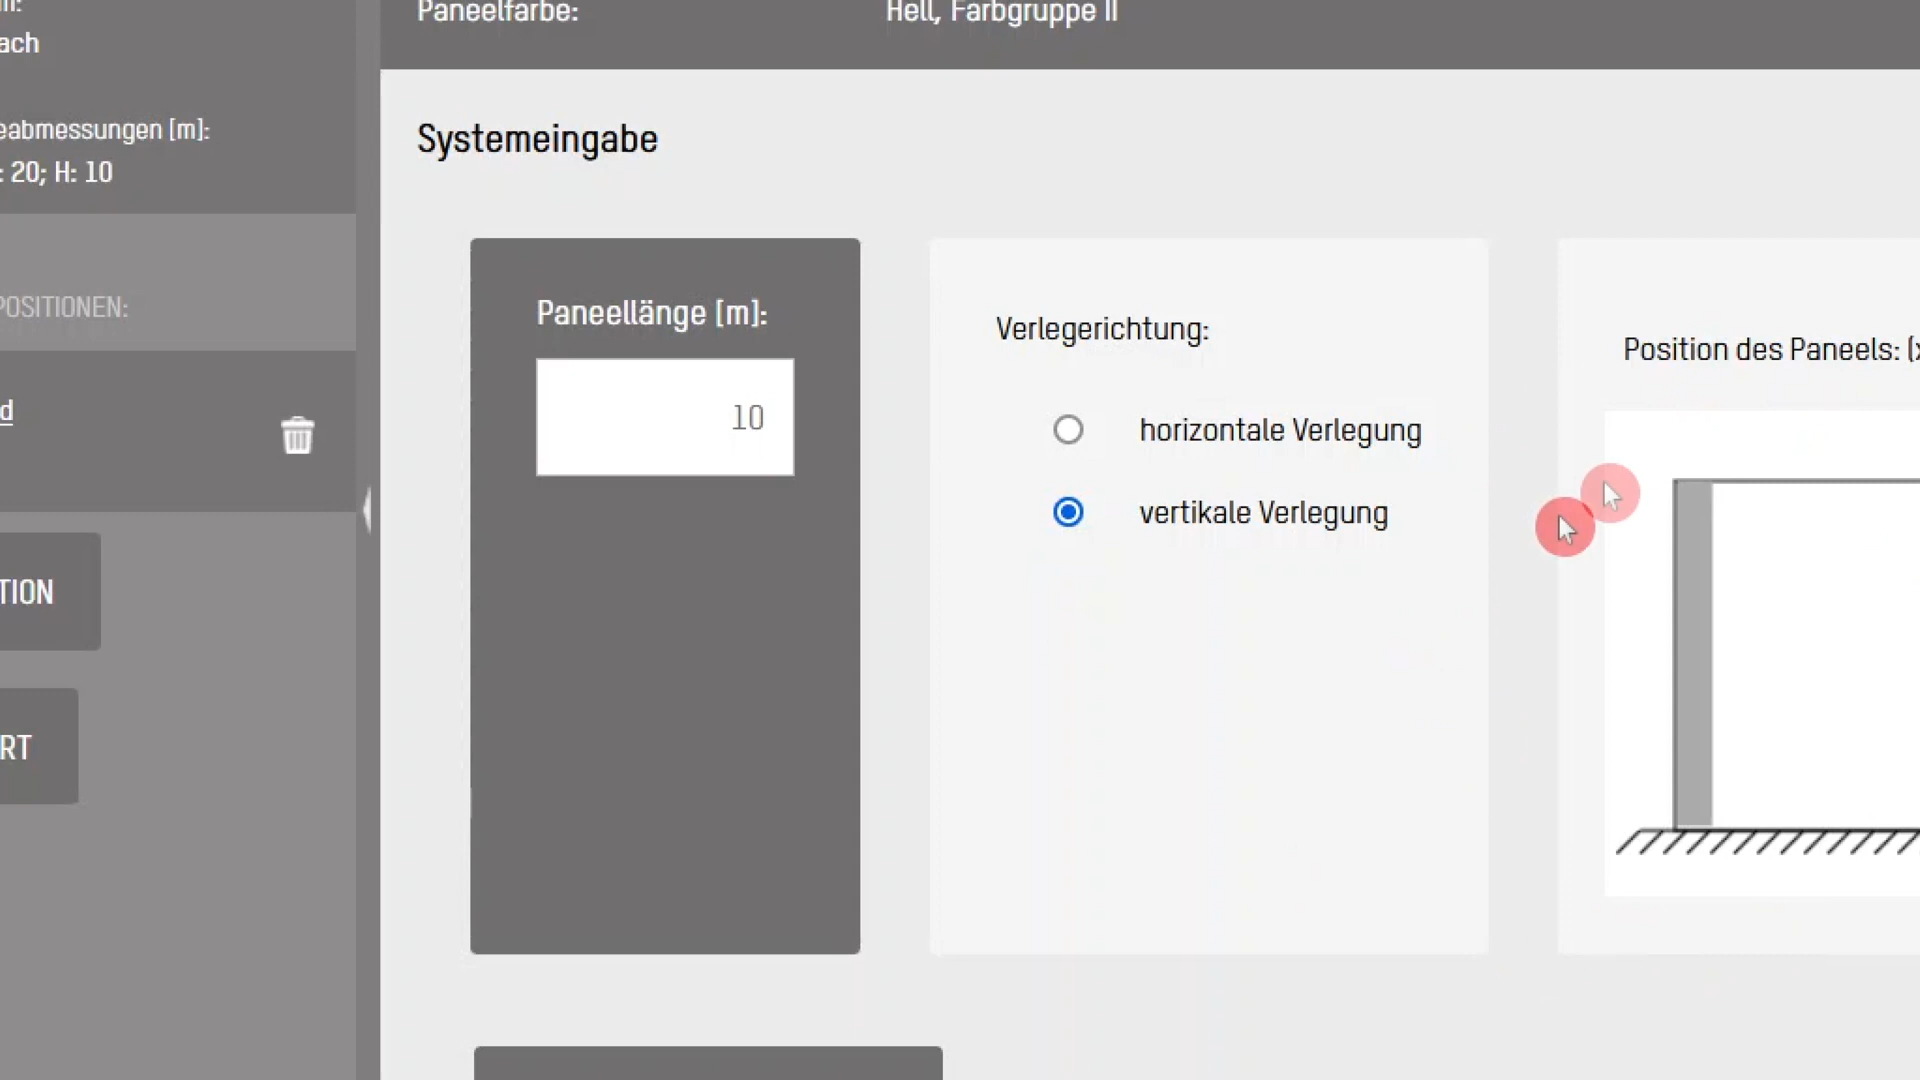 Paneelfarbe:
Hell, Farbgruppe II
ach
eabmessungen [m]:
: 20; H: 10
POSITIONEN:
d
TION
RT
Systemeingabe
Paneellänge [m]:
10
Verlegerichtung:
horizontale Verlegung
vertikale Verlegung
Position des Paneels: (x